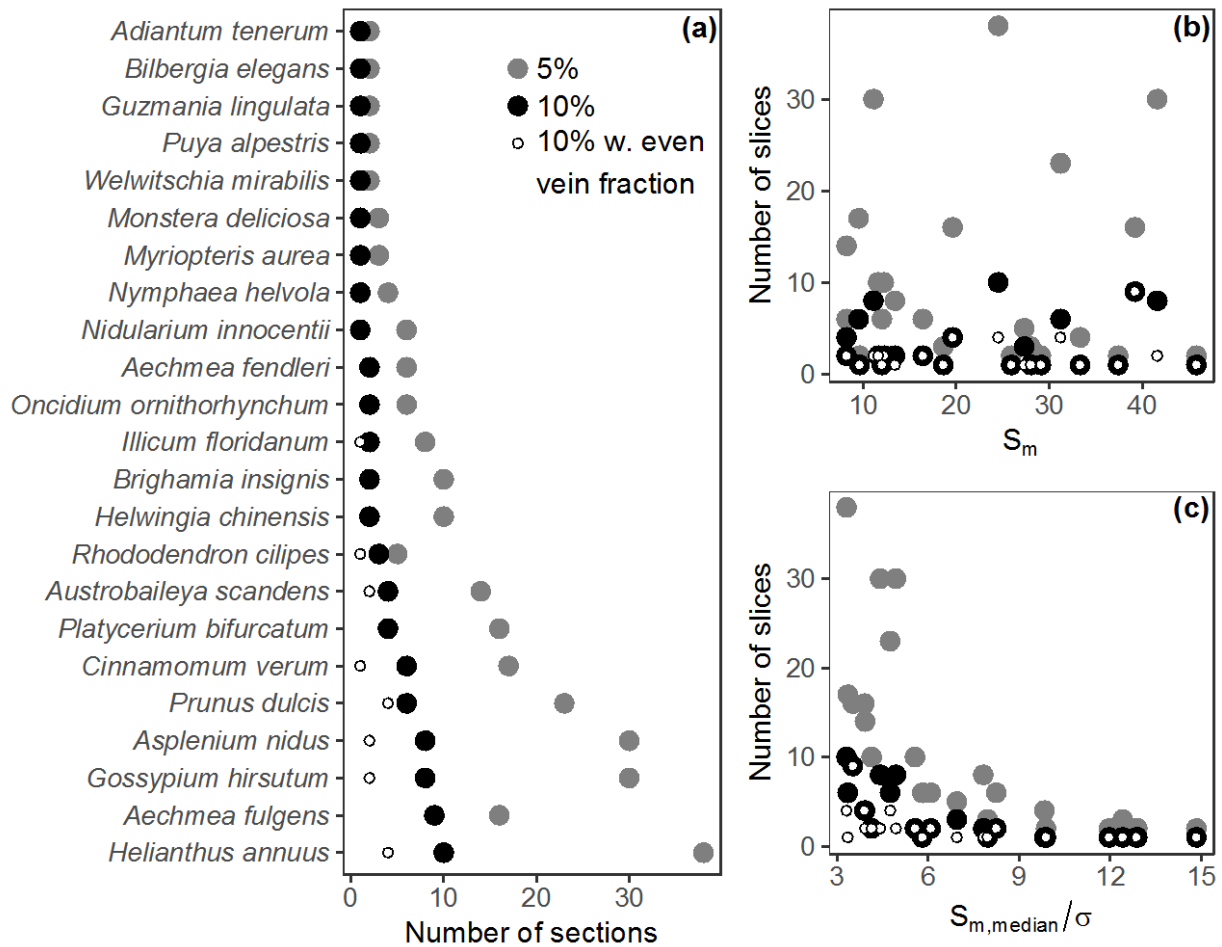 (a)
Adiantum tenerum
Bilbergia elegans
Guzmania lingulata
Puya alpestris
Welwitschia mirabilis
Monstera deliciosa
Myriopteris aurea
Nymphaea helvola
Nidularium innocentii
Aechmea fendleri
Oncidium ornithorhynchum
Illicum floridanum
Brighamia insignis
Helwingia chinensis
Rhododendron cilipes
Austrobaileya scandens
Platycerium bifurcatum
Cinnamomum verum
Prunus dulcis
Asplenium nidus
Gossypium hirsutum
Aechmea fulgens
Helianthus annuus
5%
10%
10% w. even
vein fraction
0 10 20 30
Number of sections
(b)
Number of slices
30
20
10
0
10 20 30 40
Sm
(c)
Number of slices
30
20
10
0
3 6 9 12 15
Sm,median/σ